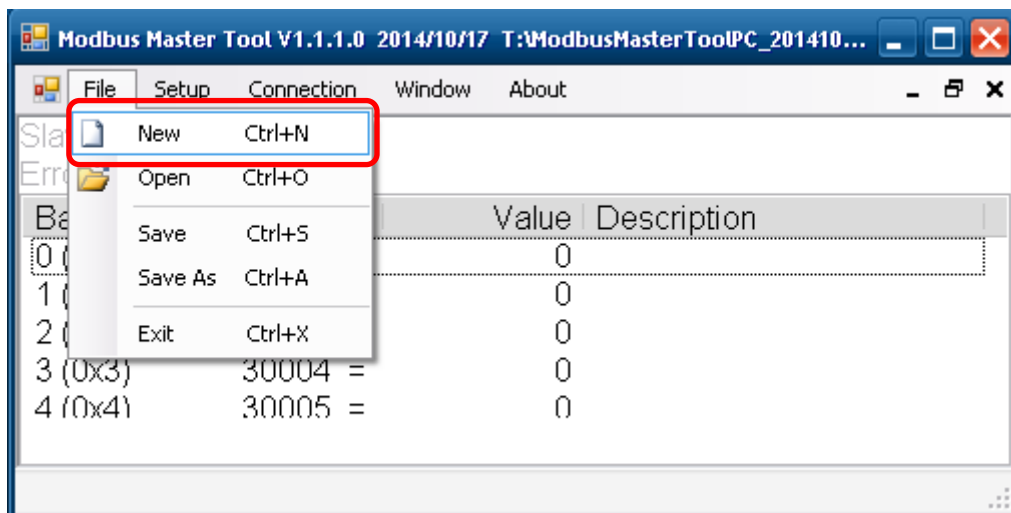 Modbus Master Tool V1.1.1.0 2014/10/17 T:\ModbusMasterToolPC_201410...
File Setup Connection Window About
New Ctrl+N
Open Ctrl+O
Save Ctrl+S
Save As Ctrl+A
Exit Ctrl+X
Value Description
0 ( 0
1 ( 0
2 ( 0
3 (0x3) 30004 = 0
4 (0x4) 30005 = 0